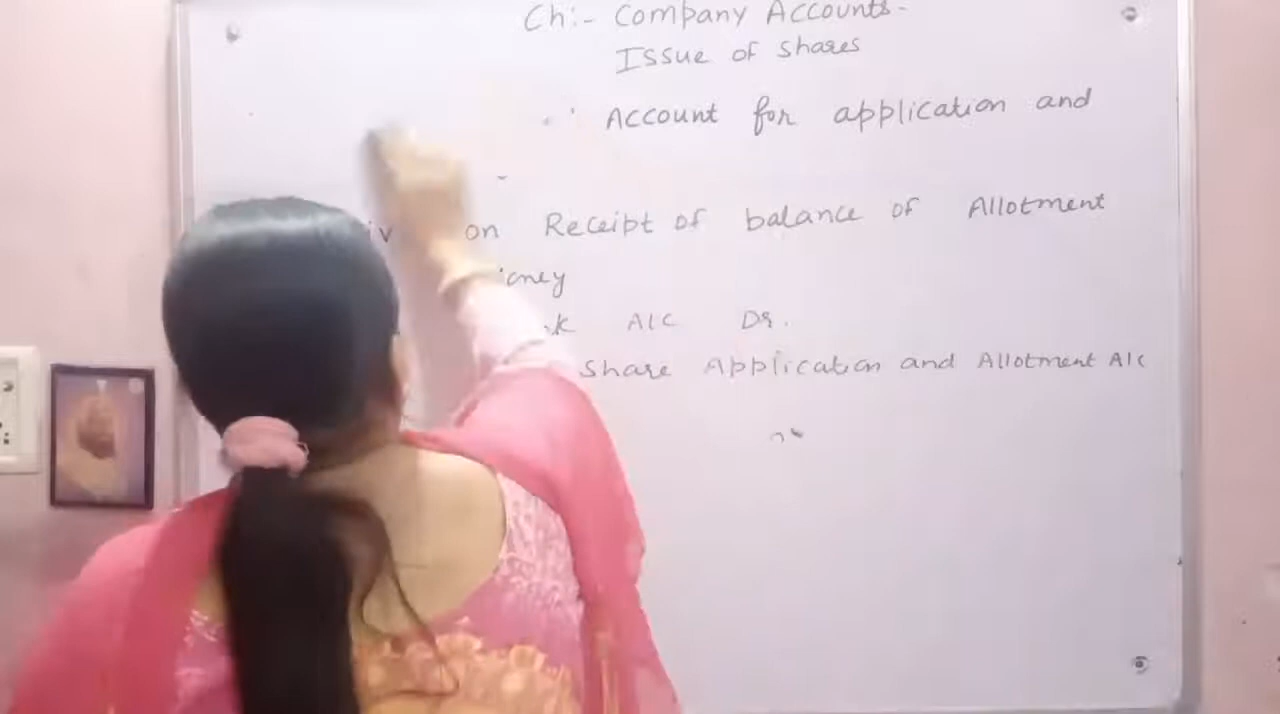 Ch:- Company Accounts-
Issue of shares
Account for application and
iv on Receipt of balance of Allotment
A/C Dr.
Share Application and Allotment A/c